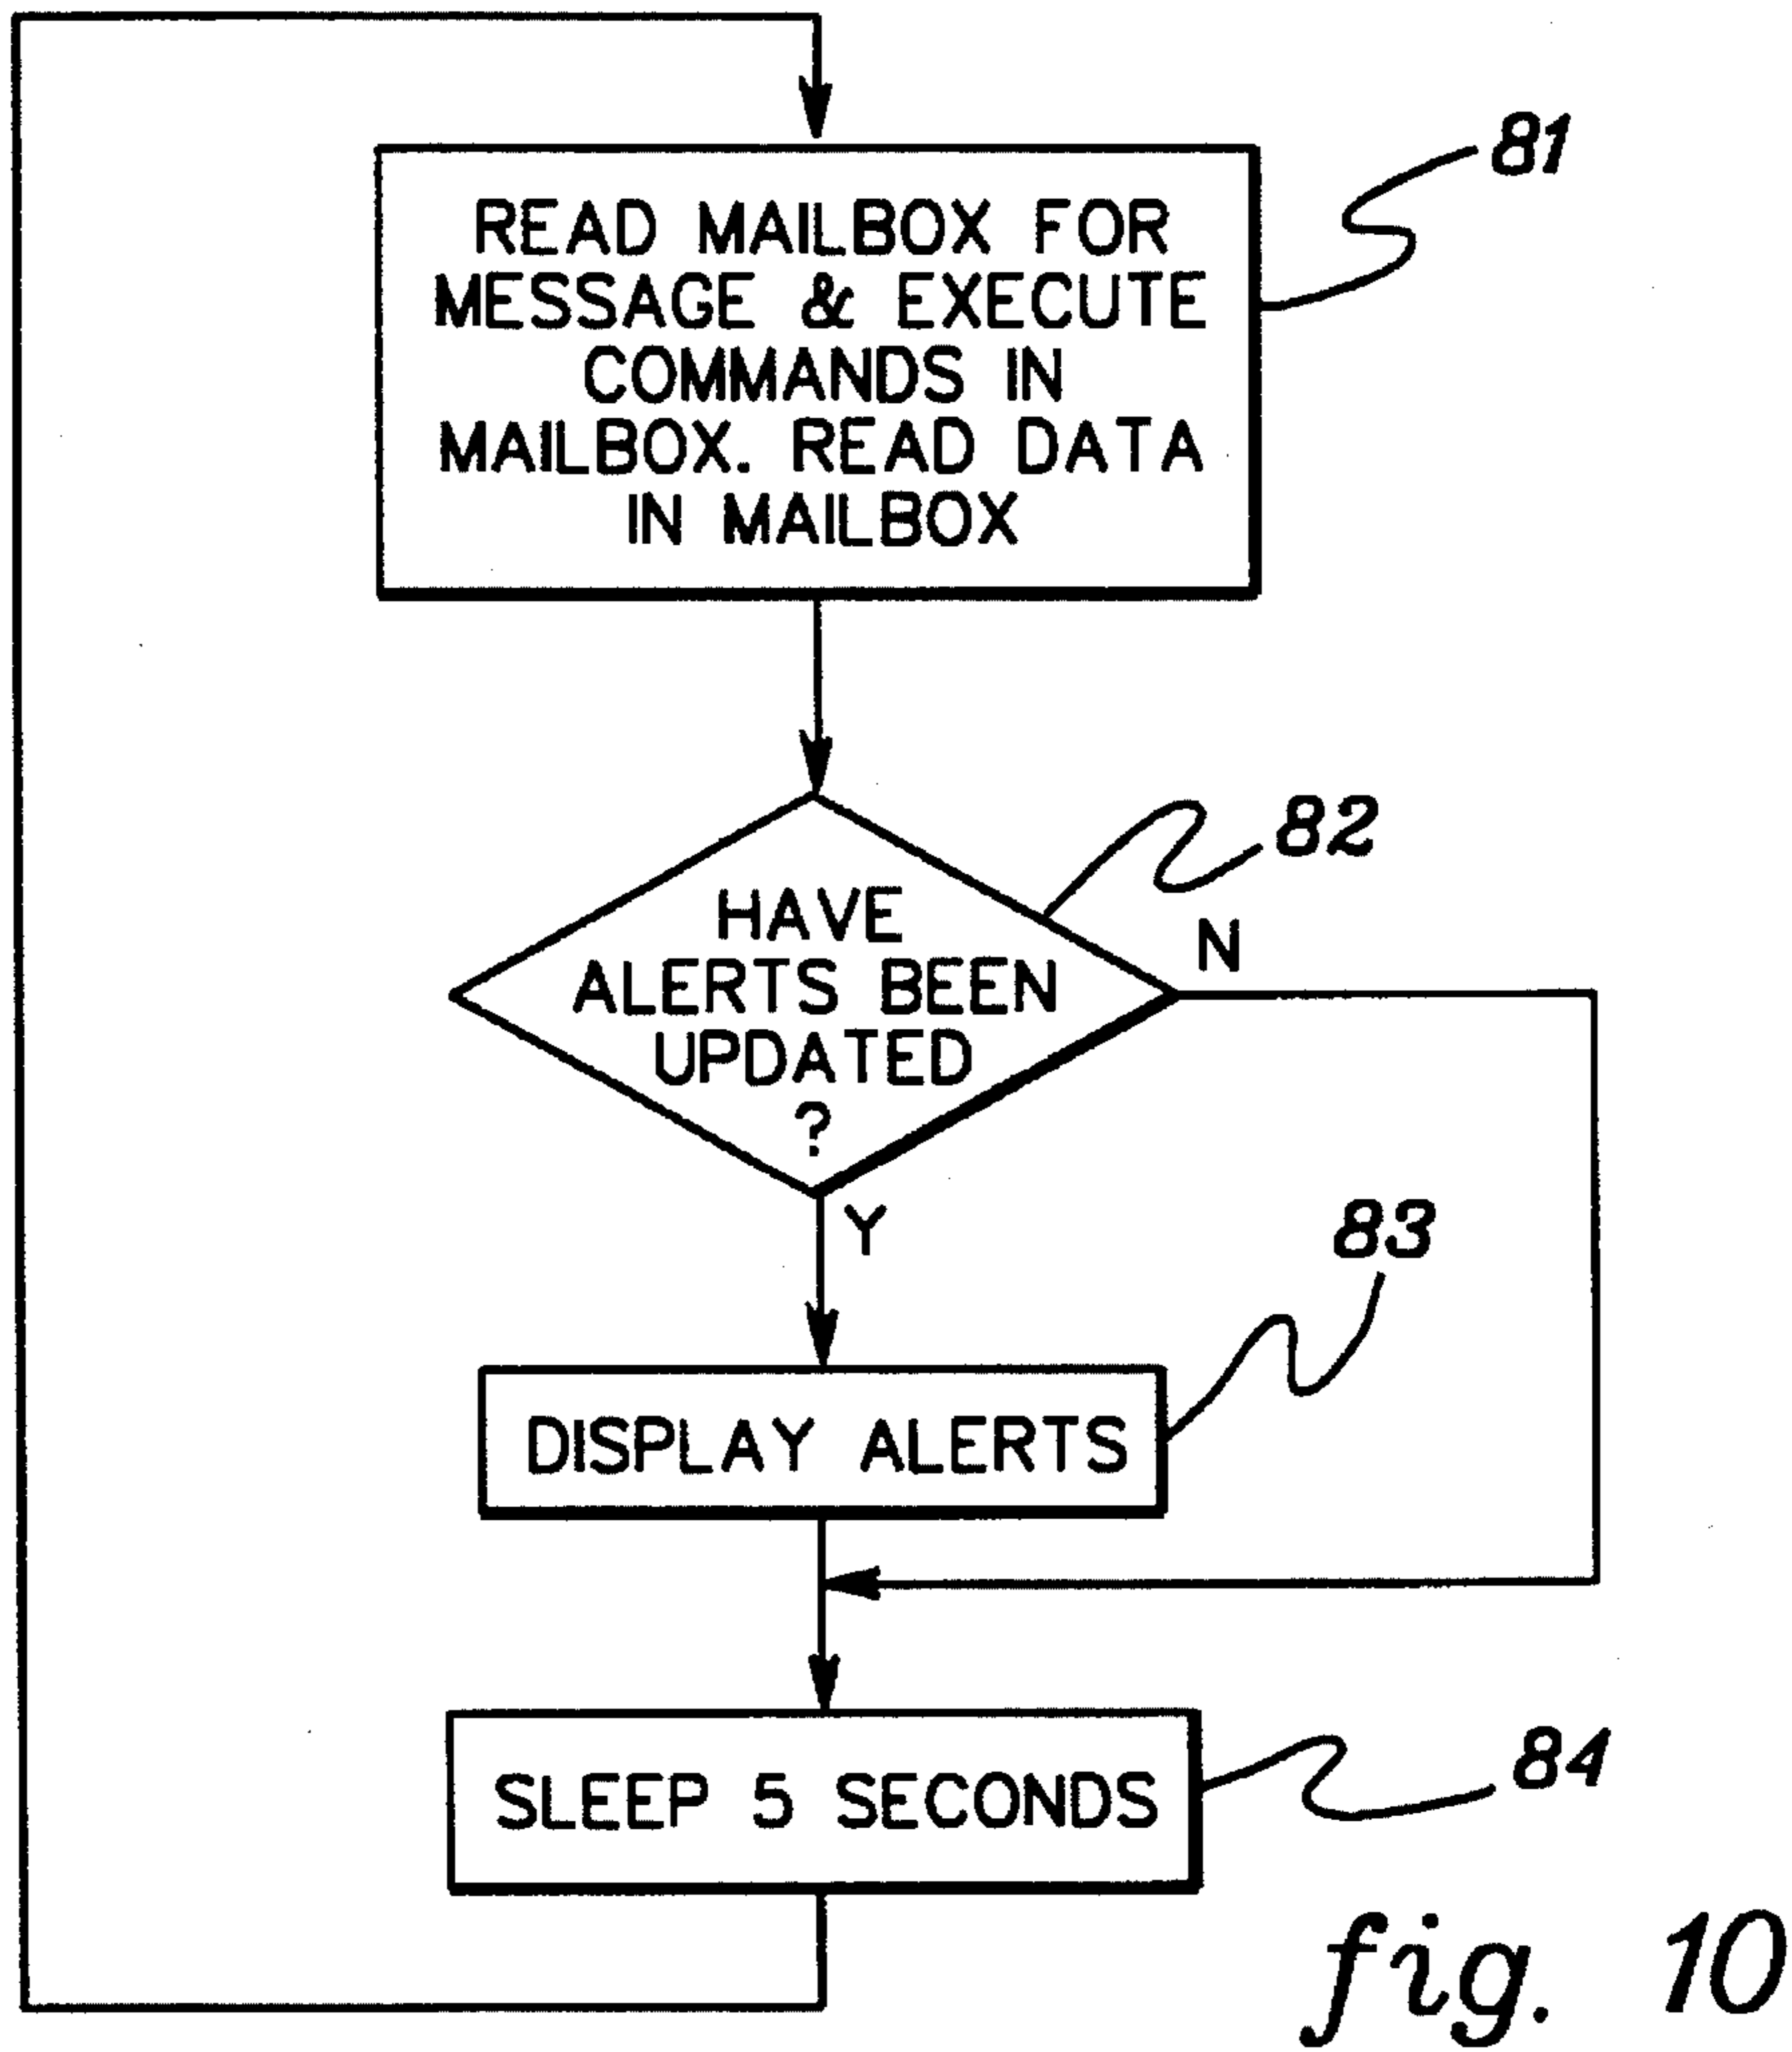 81
READ MAILBOX FOR
MESSAGE & EXECUTE
COMMANDS IN
MAILBOX. READ DATA
IN MAILBOX
82
HAVE
ALERTS BEEN
UPDATED
?
N
Y
83
DISPLAY ALERTS
84
SLEEP 5 SECONDS
fig. 10